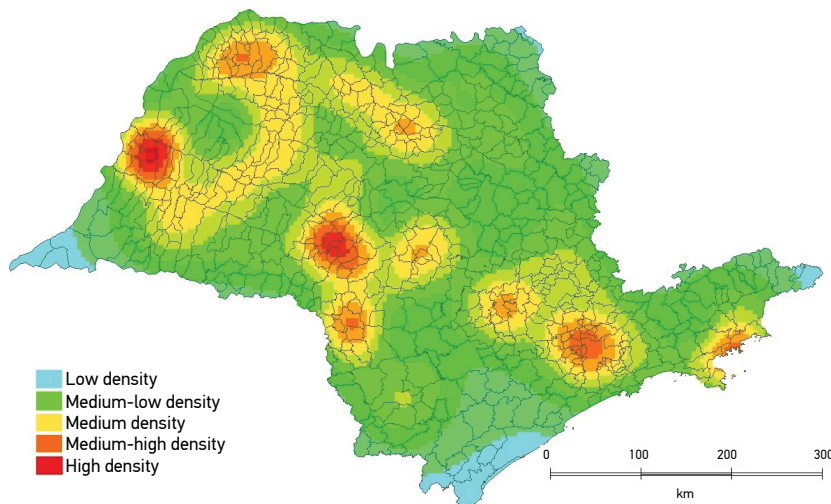 Low density
Medium-low density
Medium density
Medium-high density
High density
0 100 200 300
km